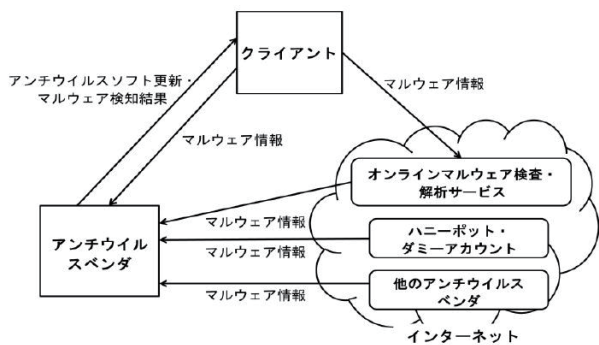 クライアント
アンチウイルスソフト更新・
マルウェア検知結果
マルウェア情報
マルウェア情報
オンラインマルウェア検査・
解析サービス
アンチウイル
スベンダ
マルウェア情報
ハニーポット・
ダミーアカウント
マルウェア情報
他のアンチウイルス
ベンダ
マルウェア情報
インターネット